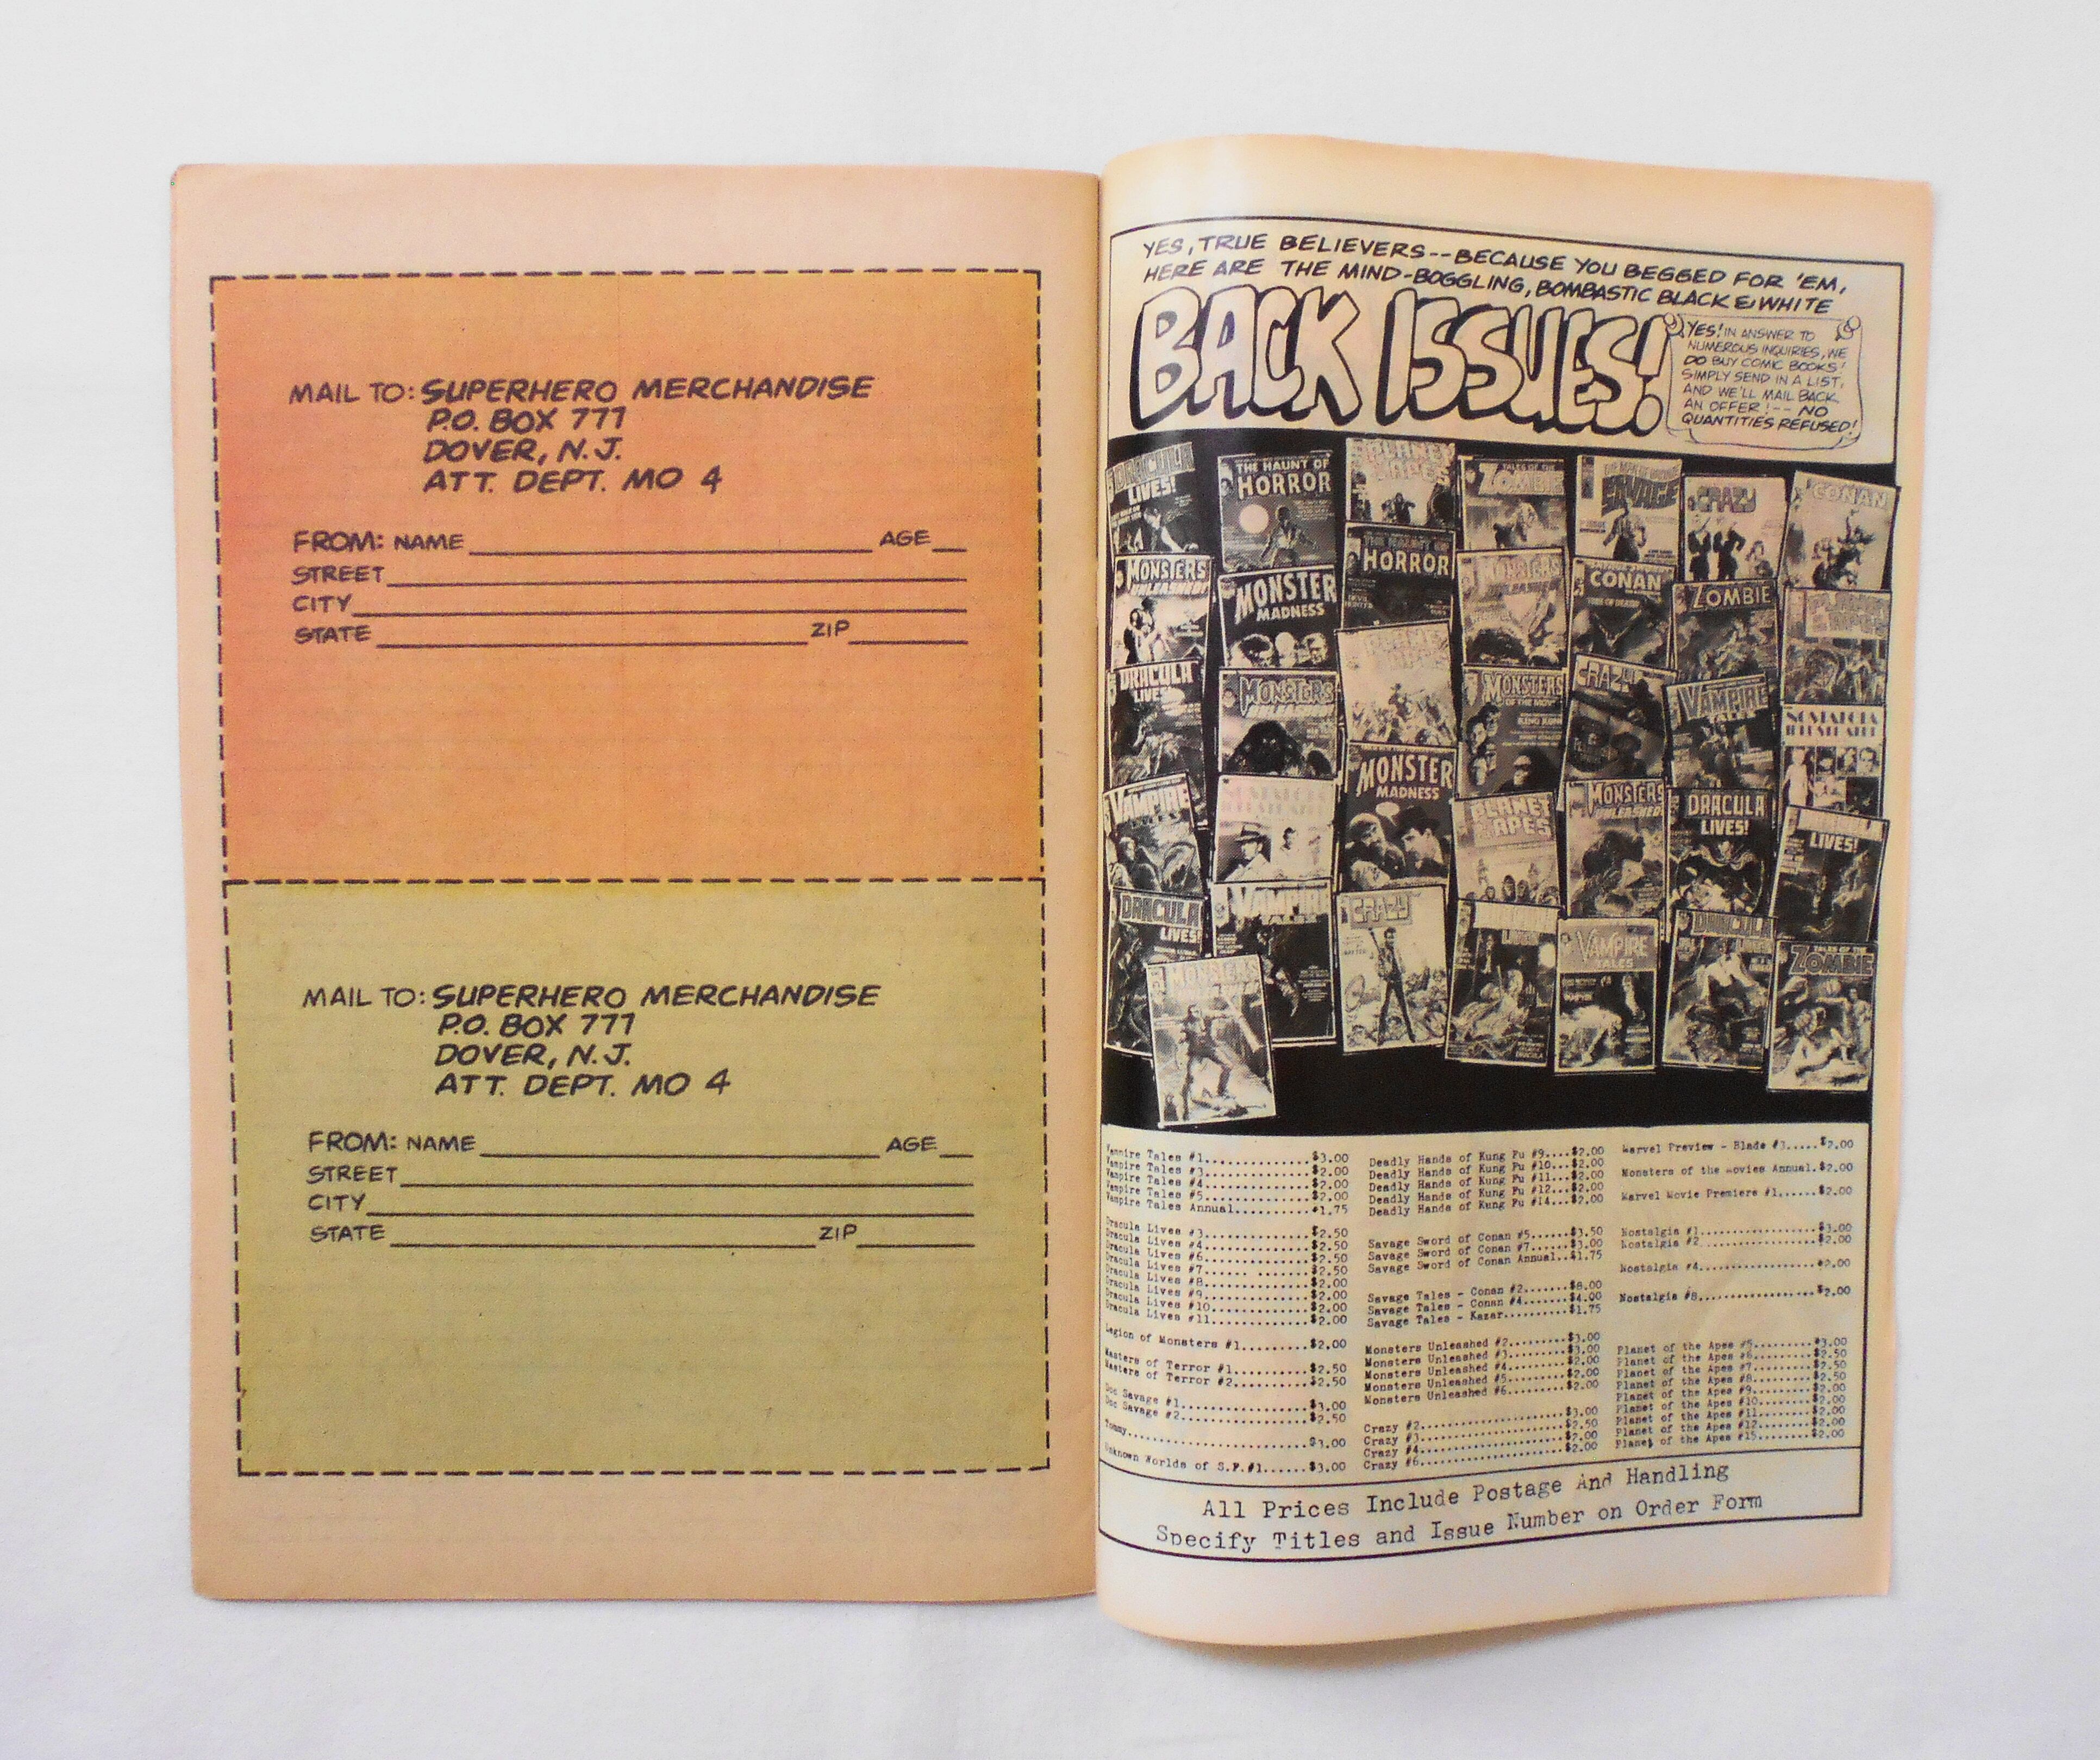 MAIL TO: SUPERHERO MERCHANDISE
P.O. BOX 777
DOVER, N.J.
ATT. DEPT. MO 4
FROM: NAME AGE
STREET
CITY
STATE ZIP
MAIL TO: SUPERHERO MERCHANDISE
P.O. BOX 777
DOVER, N.J.
ATT. DEPT. MO 4
FROM: NAME AGE
STREET
CITY
STATE ZIP
YES, TRUE BELIEVERS--BECAUSE YOU BEGGED FOR 'EM,
HERE ARE THE MIND-BOGGLING, BOMBASTIC BLACK & WHITE
BACK ISSUES!
YES! IN ANSWER TO
NUMEROUS INQUIRIES, WE
DO BUY COMIC BOOKS!
SIMPLY SEND IN A LIST,
AND WE'LL MAIL BACK
AN OFFER!-- NO
QUANTITIES REFUSED!
DRACULA
LIVES!
THE HAUNT OF
HORROR
PLANET
APES
TALES OF THE
ZOMBIE
SAVAGE
CRAZY
CONAN
MONSTERS
UNLEASHED!
MONSTER
MADNESS
HORROR
MONSTERS
CONAN
ZOMBIE
DRACULA
LIVES
MONSTERS
MONSTERS
OF THE MOVIES
CRAZY
VAMPIRE
NOSTALGIA
ILLUSTRATED
VAMPIRE
MONSTER
MADNESS
PLANET
APES
MONSTERS
UNLEASHED!
DRACULA
LIVES!
LIVES!
DRACULA
LIVES!
VAMPIRE
CRAZY
VAMPIRE
TALES
DRACULA
TALES OF THE
ZOMBIE
MONSTERS
Vampire Tales #1.............$3.00
Vampire Tales #3.............$2.00
Vampire Tales #4.............$2.00
Vampire Tales #5.............$2.00
Vampire Tales Annual.........$1.75
Dracula Lives #3.............$2.50
Dracula Lives #4.............$2.50
Dracula Lives #6.............$2.50
Dracula Lives #7.............$2.50
Dracula Lives #8.............$2.00
Dracula Lives #9.............$2.00
Dracula Lives #10............$2.00
Dracula Lives #11............$2.00
Legion of Monsters #1........$2.00
Masters of Terror #1.........$2.50
Masters of Terror #2.........$2.50
Doc Savage #1................$3.00
Doc Savage #2................$2.50
Tommy........................$3.00
Unknown Worlds of S.F.#1.....$3.00
Deadly Hands of Kung Fu #9....$2.00
Deadly Hands of Kung Fu #10...$2.00
Deadly Hands of Kung Fu #11...$2.00
Deadly Hands of Kung Fu #12...$2.00
Deadly Hands of Kung Fu #14...$2.00
Savage Sword of Conan #5......$3.50
Savage Sword of Conan #7......$3.00
Savage Sword of Conan Annual..$1.75
Savage Tales - Conan #2.......$8.00
Savage Tales - Conan #4.......$4.00
Savage Tales - Kazar..........$1.75
Monsters Unleashed #2.........$3.00
Monsters Unleashed #3.........$3.00
Monsters Unleashed #4.........$2.00
Monsters Unleashed #5.........$2.00
Monsters Unleashed #6.........$2.00
Crazy #2......................$3.00
Crazy #3......................$2.50
Crazy #4......................$2.00
Crazy #6......................$2.00
Marvel Preview - Blade #3.....$2.00
Monsters of the Movies Annual.$2.00
Marvel Movie Premiere #1......$2.00
Nostalgia #1..................$3.00
Nostalgia #2..................$2.00
Nostalgia #4..................$2.00
Nostalgia #8..................$2.00
Planet of the Apes #5.........$3.00
Planet of the Apes #6.........$2.50
Planet of the Apes #7.........$2.50
Planet of the Apes #8.........$2.50
Planet of the Apes #9.........$2.00
Planet of the Apes #10........$2.00
Planet of the Apes #11........$2.00
Planet of the Apes #12........$2.00
Planet of the Apes #15........$2.00
All Prices Include Postage And Handling
Specify Titles and Issue Number on Order Form